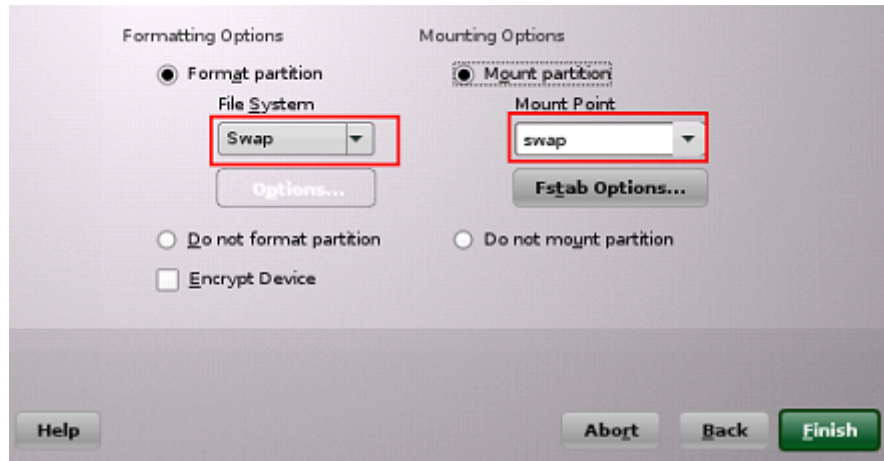 Formatting Options
Mounting Options
Format partition
Mount partition
File System
Mount Point
Swap
swap
Options...
Fstab Options...
Do not format partition
Do not mount partition
Encrypt Device
Help
Abort
Back
Finish